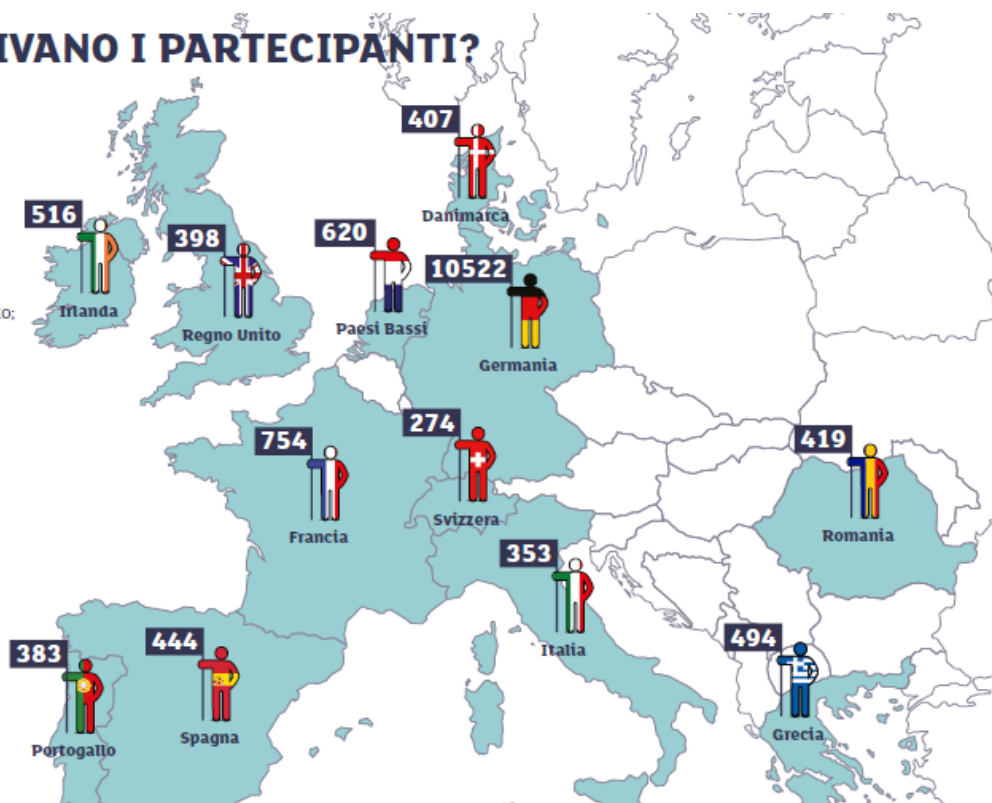 IVANO I PARTECIPANTI?
407
Danimarca
516
Irlanda
398
Regno Unito
620
Paesi Bassi
10522
Germania
to;
754
Francia
274
Svizzera
419
Romania
353
Italia
494
Grecia
383
Portogallo
444
Spagna